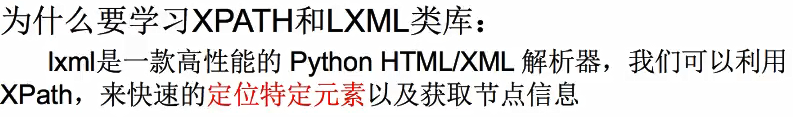 为什么要学习XPATH和LXML类库：
lxml是一款高性能的 Python HTML/XML 解析器，我们可以利用
XPath，来快速的定位特定元素以及获取节点信息